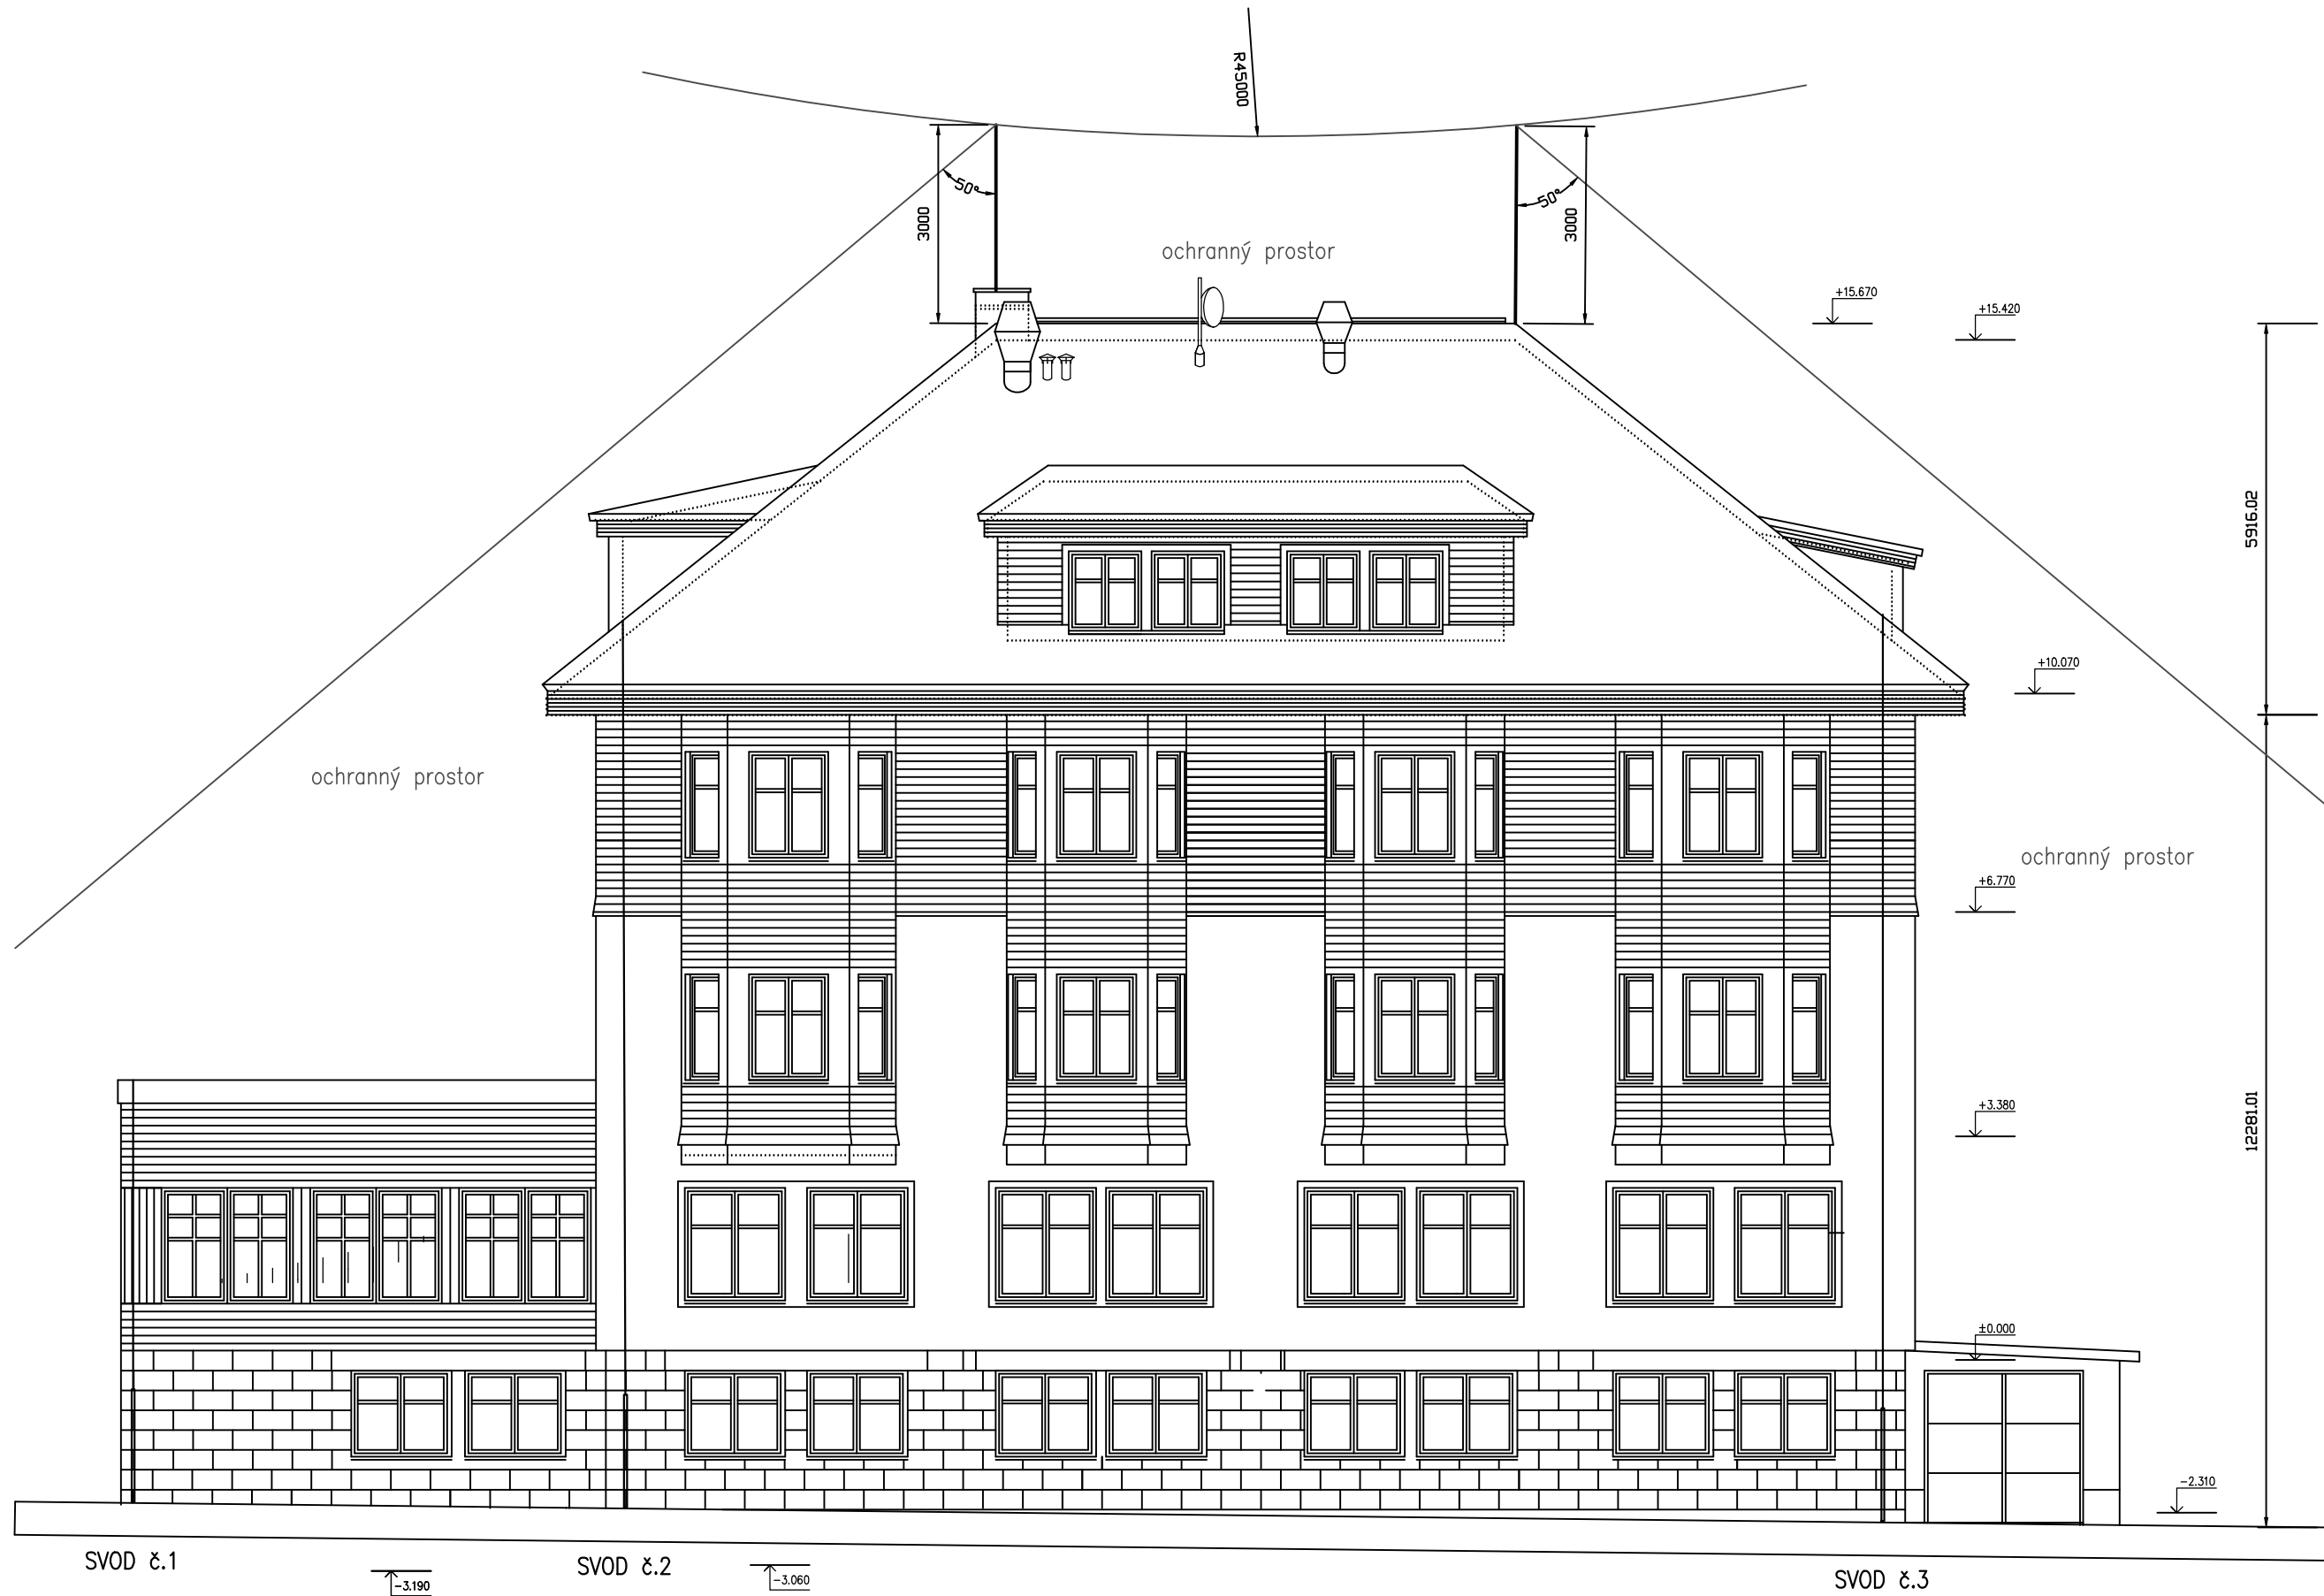 R45000
50°
50°
3000
3000
ochranný prostor
+15.670
+15.420
5916.02
+10.070
ochranný prostor
ochranný prostor
+6.770
+3.380
12281.01
±0.000
-2.310
SVOD č.1
SVOD č.2
SVOD č.3
-3.190
-3.060